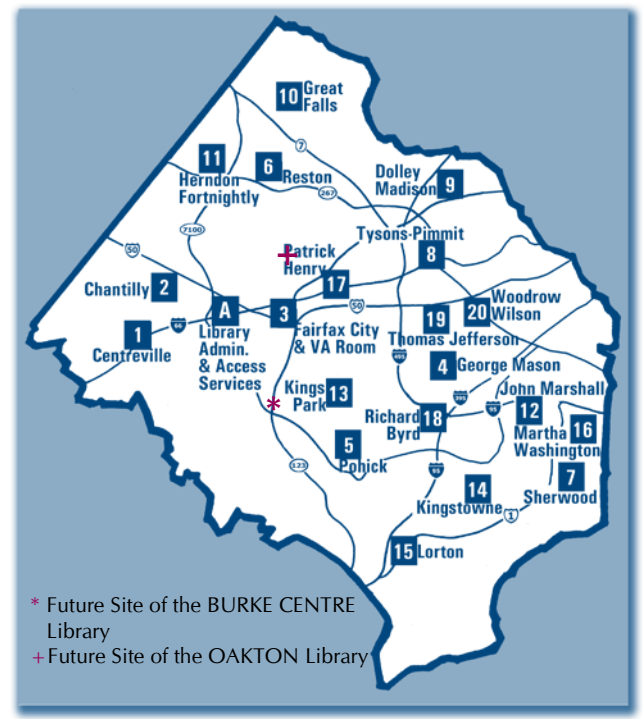 10 Great
Falls
7
11
Herndon
Fortnightly
6 Reston
267
Dolley
Madison 9
7100
Tysons-Pimmit
8
50
Patrick
Henry
17
Chantilly 2
A
Library
Admin.
& Access
Services
3
Fairfax City
& VA Room
50
19
Thomas Jefferson
20 Woodrow
Wilson
1
Centreville
66
495
4 George Mason
Kings
Park 13
395
95
John Marshall
12
Richard
Byrd 18
Martha
Washington
16
5
Pohick
123
95
14
Kingstowne
7
Sherwood
1
15 Lorton
* Future Site of the BURKE CENTRE
Library
+ Future Site of the OAKTON Library